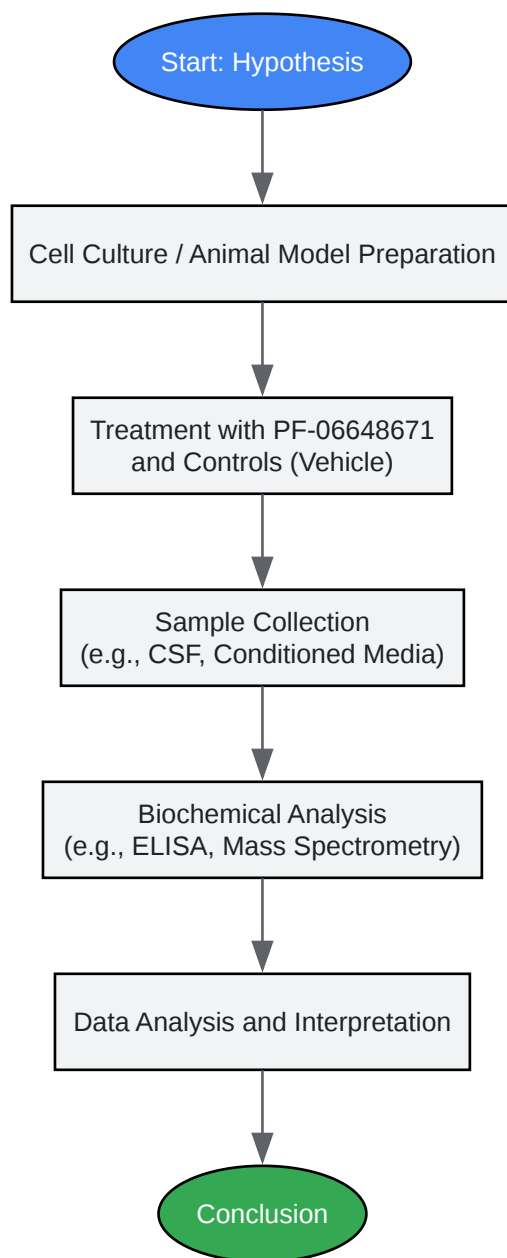 Start: Hypothesis
Cell Culture / Animal Model Preparation
Treatment with PF-06648671
and Controls (Vehicle)
Sample Collection
(e.g., CSF, Conditioned Media)
Biochemical Analysis
(e.g., ELISA, Mass Spectrometry)
Data Analysis and Interpretation
Conclusion